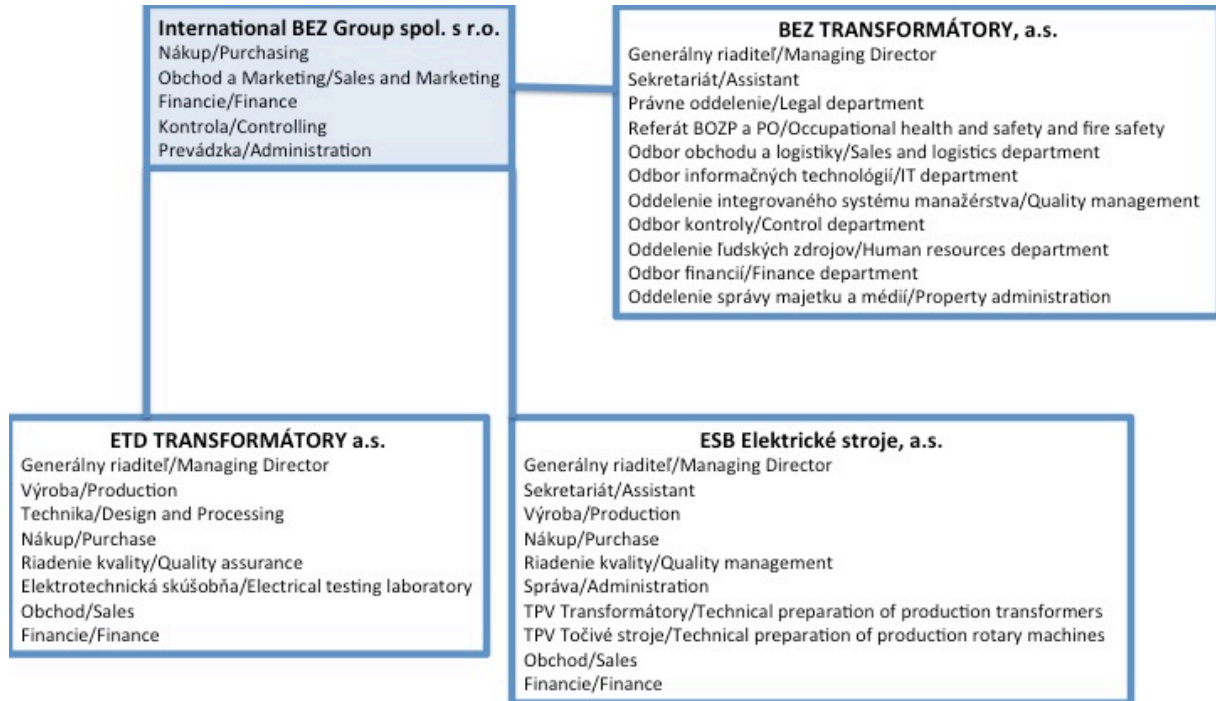 International BEZ Group spol. s r.o.
Nákup/Purchasing
Obchod a Marketing/Sales and Marketing
Financie/Finance
Kontrola/Controlling
Prevádzka/Administration
BEZ TRANSFORMÁTORY, a.s.
Generálny riaditeľ/Managing Director
Sekretariát/Assistant
Právne oddelenie/Legal department
Referát BOZP a PO/Occupational health and safety and fire safety
Odbor obchodu a logistiky/Sales and logistics department
Odbor informačných technológií/IT department
Oddelenie integrovaného systému manažérstva/Quality management
Odbor kontroly/Control department
Oddelenie ľudských zdrojov/Human resources department
Odbor financií/Finance department
Oddelenie správy majetku a médií/Property administration
ETD TRANSFORMÁTORY a.s.
Generálny riaditeľ/Managing Director
Výroba/Production
Technika/Design and Processing
Nákup/Purchase
Riadenie kvality/Quality assurance
Elektrotechnická skúšobňa/Electrical testing laboratory
Obchod/Sales
Financie/Finance
ESB Elektrické stroje, a.s.
Generálny riaditeľ/Managing Director
Sekretariát/Assistant
Výroba/Production
Nákup/Purchase
Riadenie kvality/Quality management
Správa/Administration
TPV Transformátory/Technical preparation of production transformers
TPV Točivé stroje/Technical preparation of production rotary machines
Obchod/Sales
Financie/Finance